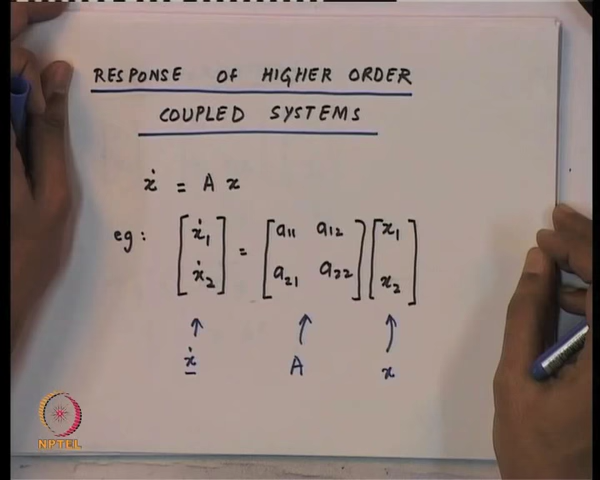 RESPONSE OF HIGHER ORDER
COUPLED SYSTEMS
ẋ = A x
eg: [ẋ1 ẋ2] = [a11 a12 a21 a22] [x1 x2]
↑ ↑ ↑
ẋ A x
NPTEL